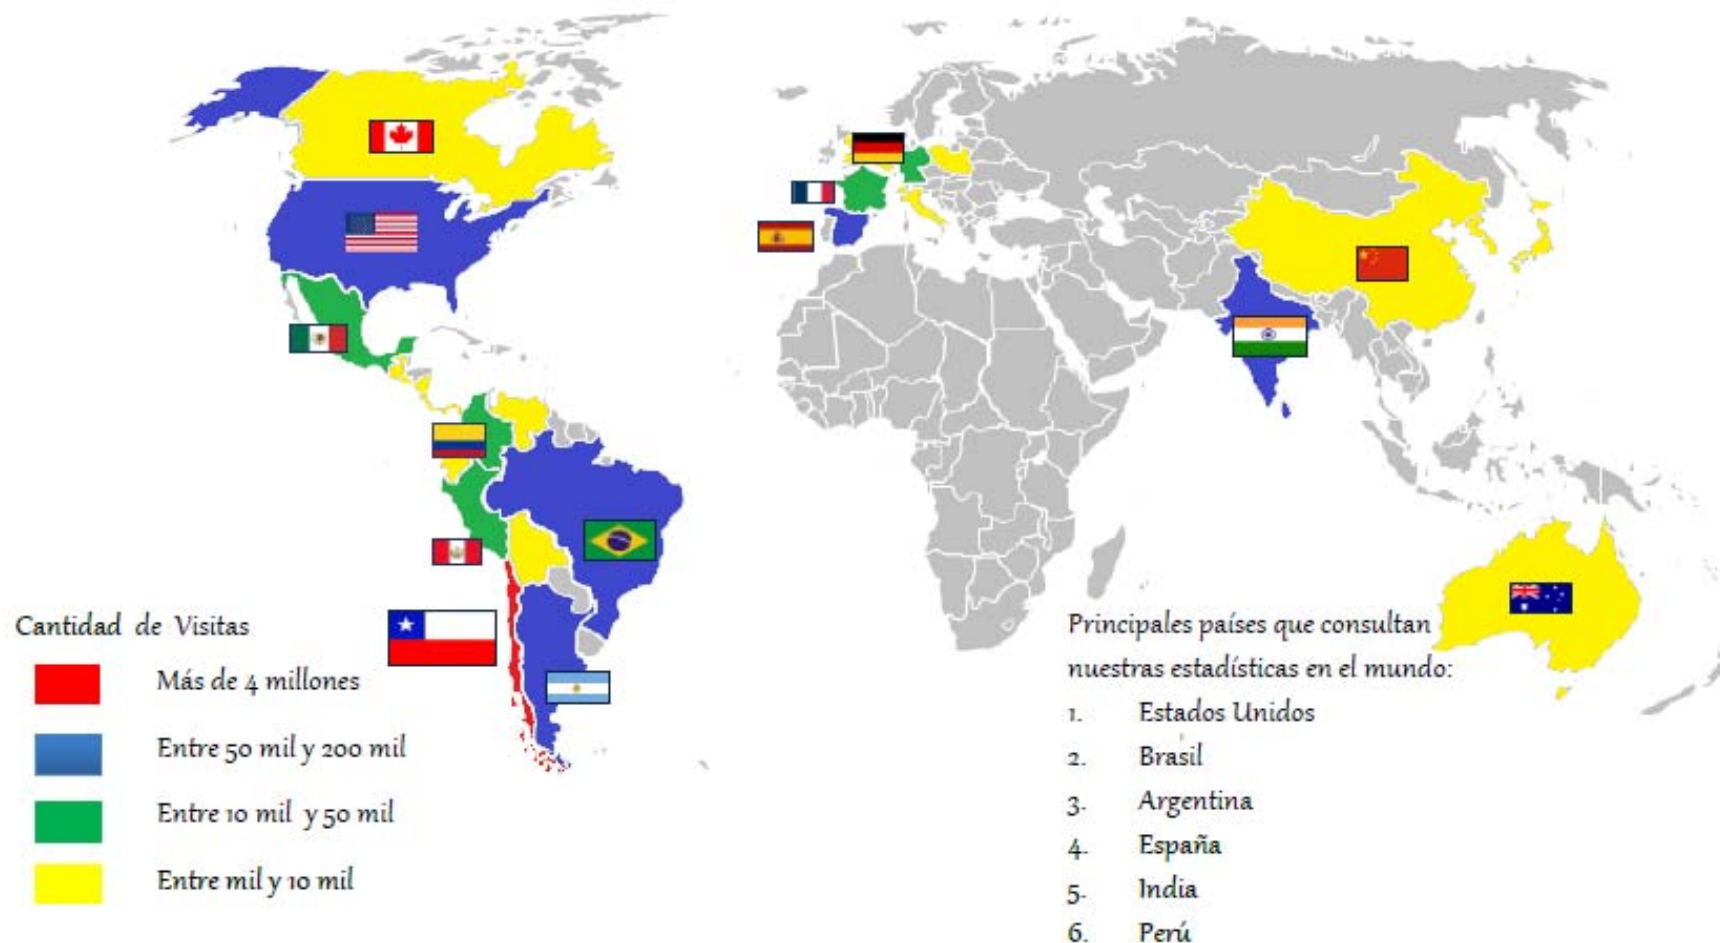 Cantidad de Visitas
Más de 4 millones
Entre 50 mil y 200 mil
Entre 10 mil y 50 mil
Entre mil y 10 mil
Principales países que consultan
nuestras estadísticas en el mundo:
1. Estados Unidos
2. Brasil
3. Argentina
4. España
5. India
6. Perú